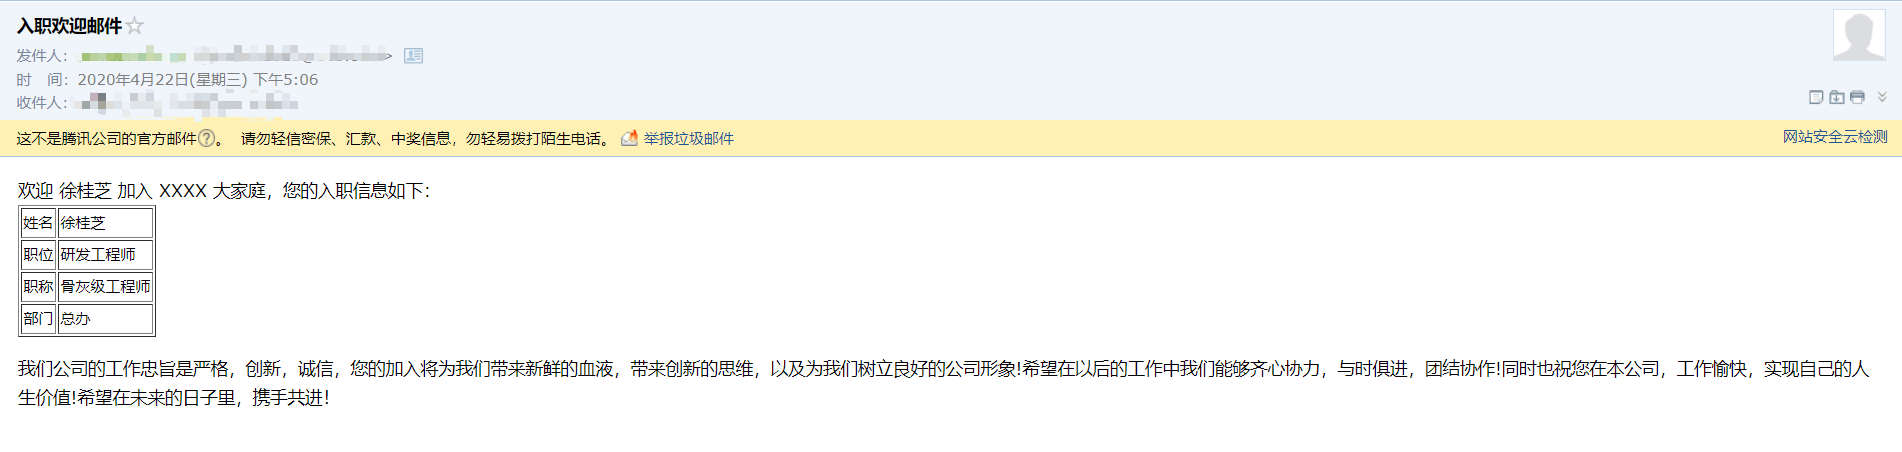 入职欢迎邮件
发件人：
时 间： 2020年4月22日(星期三) 下午5:06
收件人：
这不是腾讯公司的官方邮件?。 请勿轻信密保、汇款、中奖信息，勿轻易拨打陌生电话。 举报垃圾邮件 网站安全云检测
欢迎 徐桂芝 加入 XXXX 大家庭，您的入职信息如下：
姓名 徐桂芝
职位 研发工程师
职称 骨灰级工程师
部门 总办
我们公司的工作忠旨是严格，创新，诚信，您的加入将为我们带来新鲜的血液，带来创新的思维，以及为我们树立良好的公司形象!希望在以后的工作中我们能够齐心协力，与时俱进，团结协作!同时也祝您在本公司，工作愉快，实现自己的人
生价值!希望在未来的日子里，携手共进！